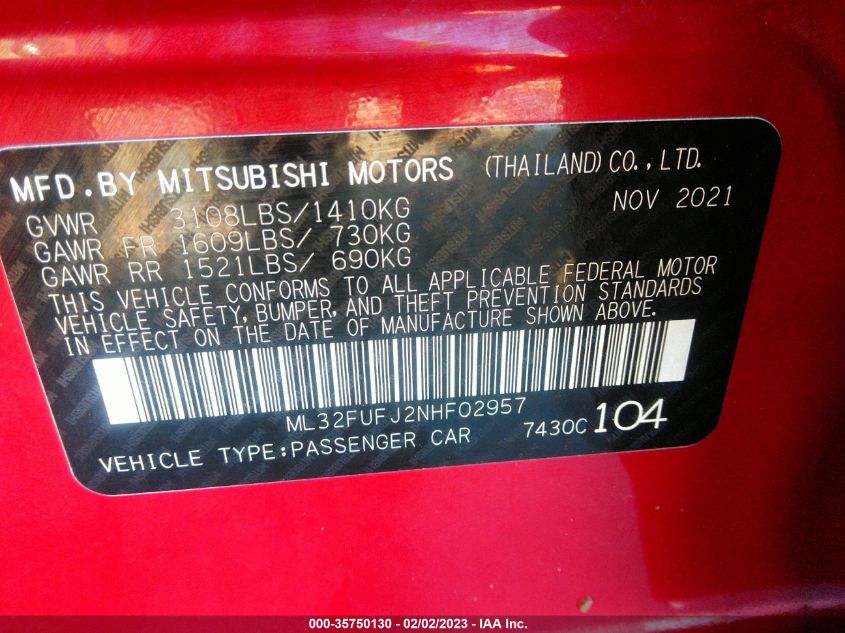 MFD.BY MITSUBISHI MOTORS (THAILAND)CO.,LTD.
GVWR 3108LBS/1410KG NOV 2021
GAWR FR 1609LBS/ 730KG
GAWR RR 1521LBS/ 690KG
THIS VEHICLE CONFORMS TO ALL APPLICABLE FEDERAL MOTOR
VEHICLE SAFETY, BUMPER, AND THEFT PREVENTION STANDARDS
IN EFFECT ON THE DATE OF MANUFACTURE SHOWN ABOVE.
ML32FUFJ2NHF02957
VEHICLE TYPE:PASSENGER CAR 7430C 104
000-35750130 - 02/02/2023 - IAA Inc.